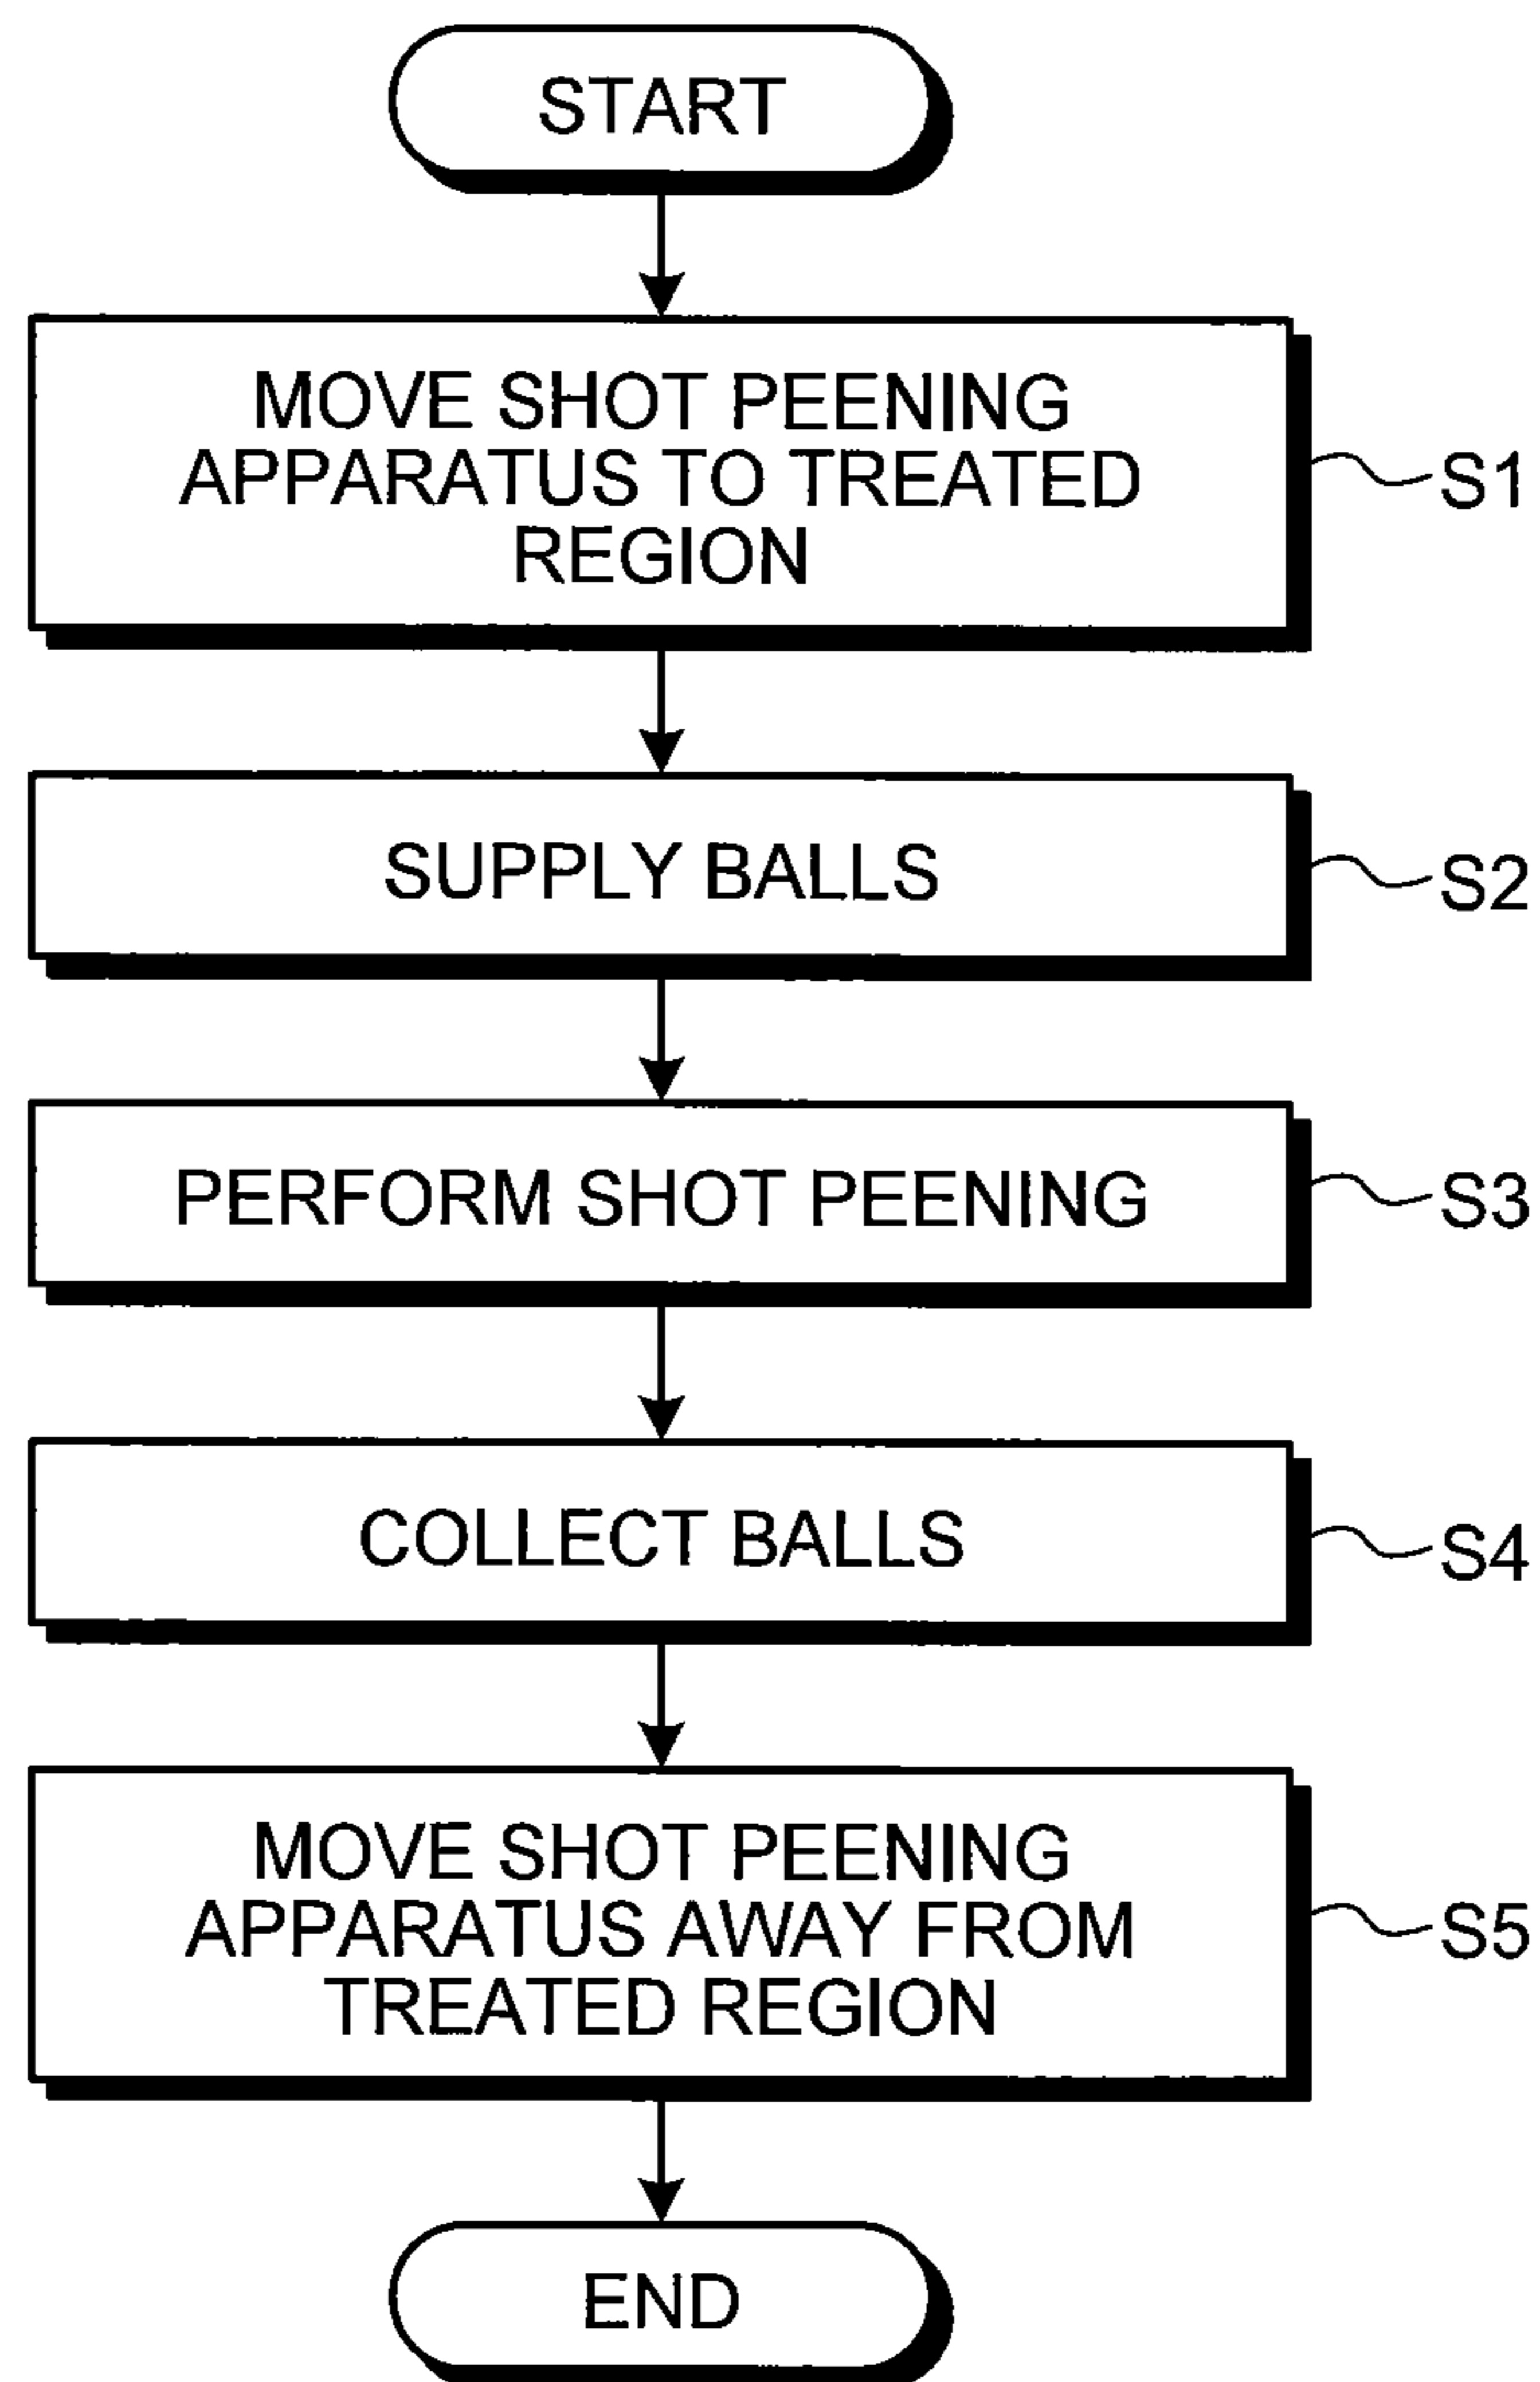 START
MOVE SHOT PEENING
APPARATUS TO TREATED
REGION
S1
SUPPLY BALLS
S2
PERFORM SHOT PEENING
S3
COLLECT BALLS
S4
MOVE SHOT PEENING
APPARATUS AWAY FROM
TREATED REGION
S5
END